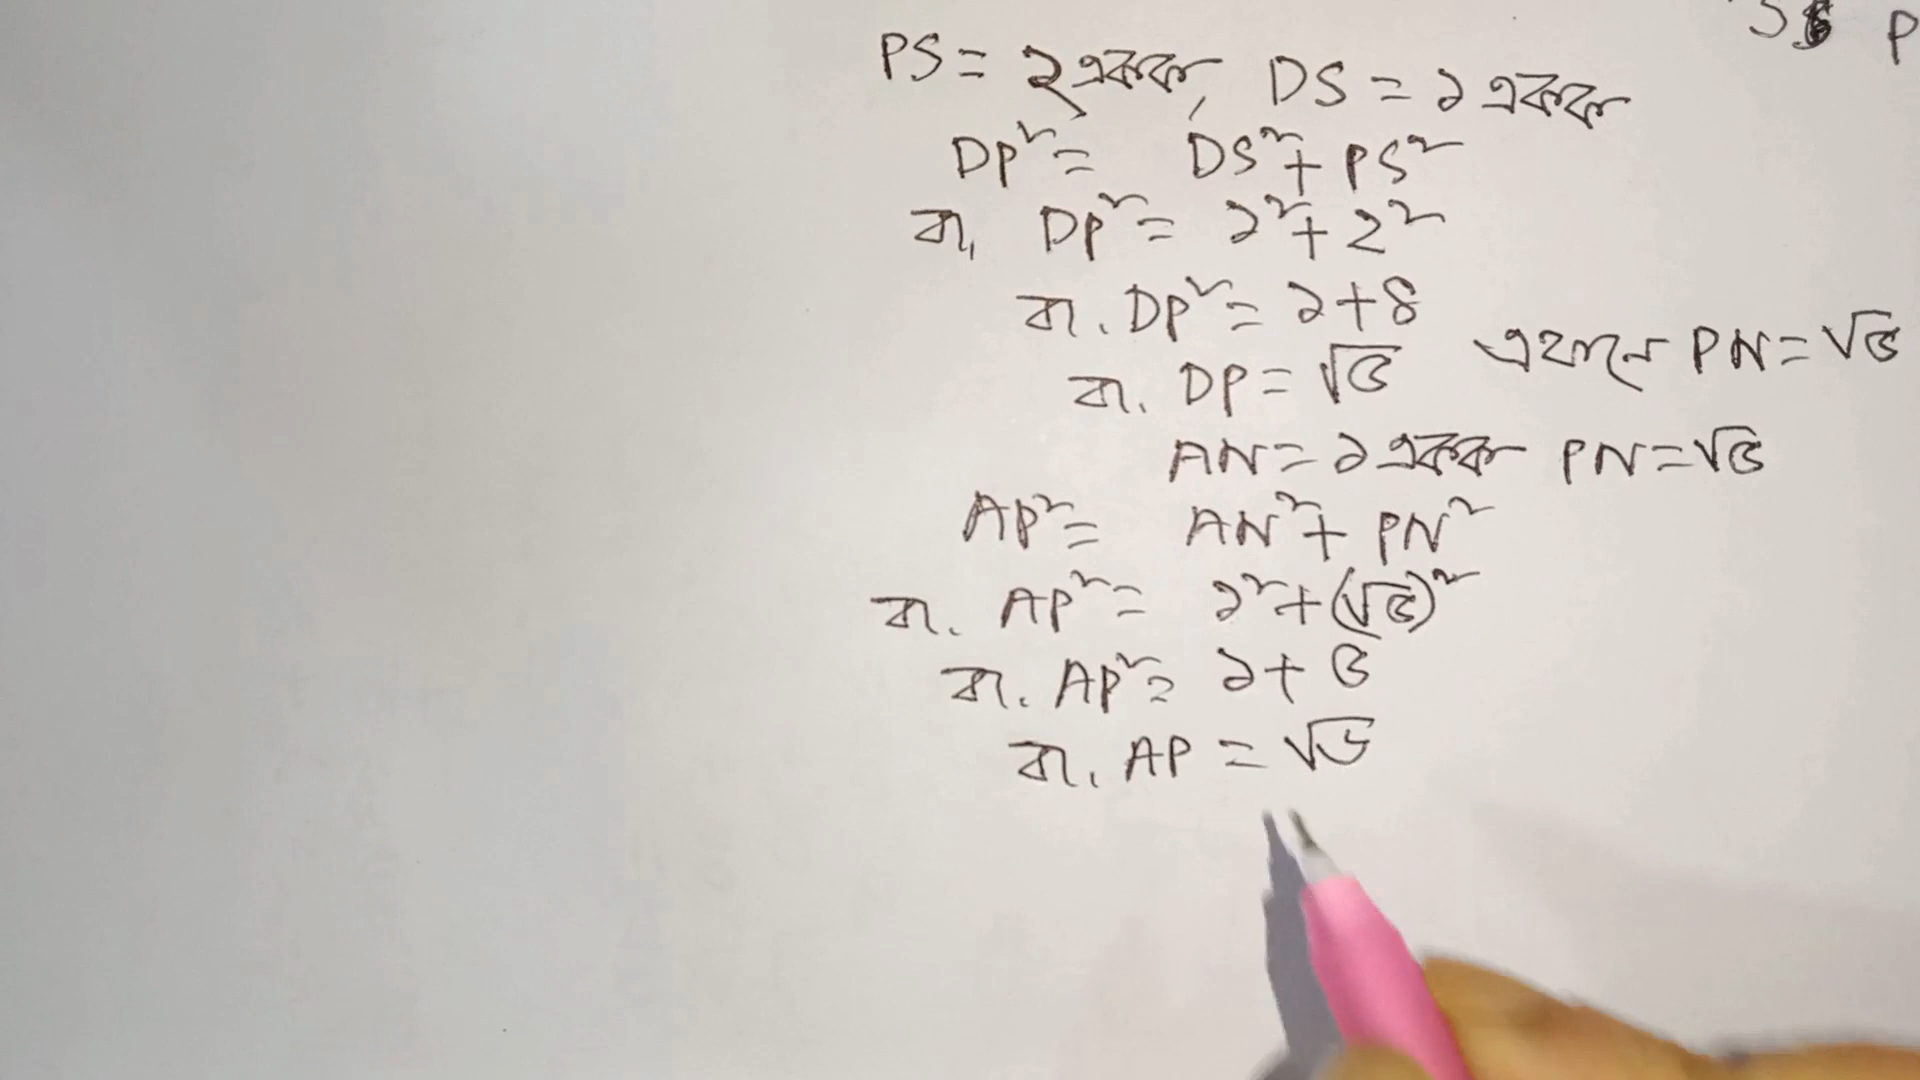 PS = ২ একক, DS = ১ একক
DP² = DS² + PS²
বা, DP² = ১² + 2²
বা. DP² = ১ + ৪
বা. DP = √৫ এখানে PN = √৫
AN = ১ একক PN = √৫
AP² = AN² + PN²
বা. AP² = ১² + (√৫)²
বা. AP² = ১ + ৫
বা. AP = √৬